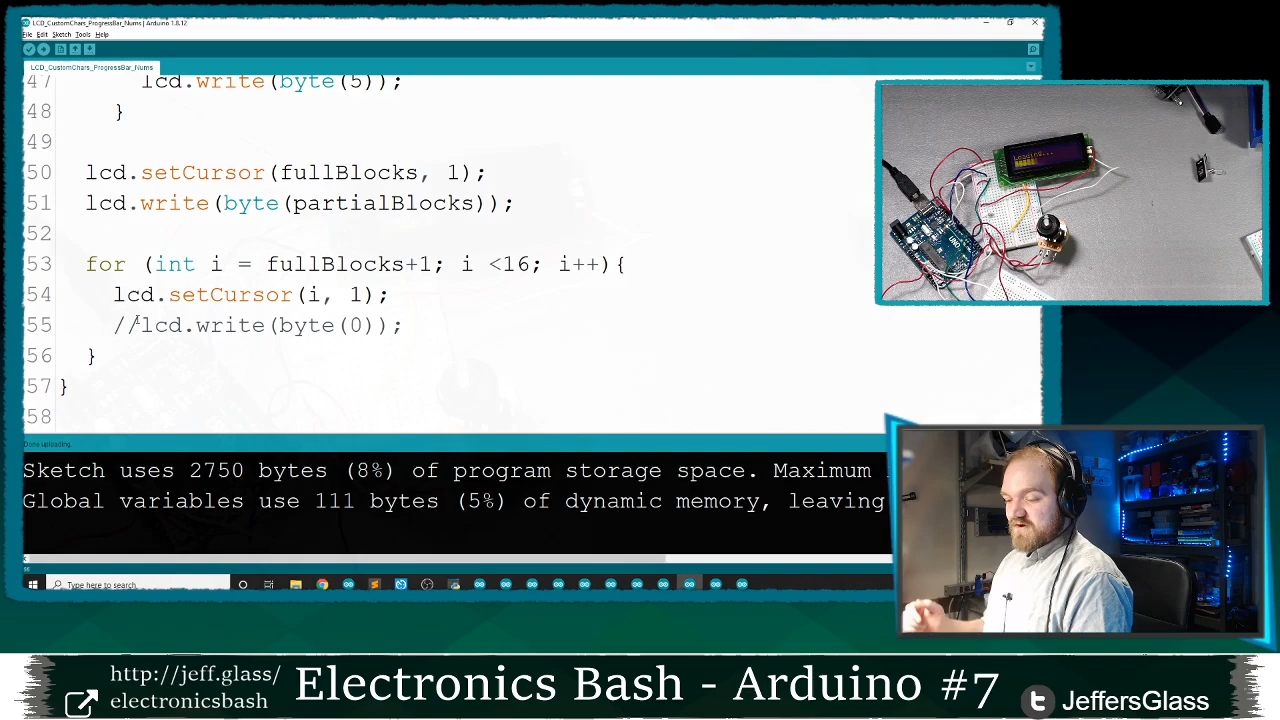 LCD_CustomChars_ProgressBar_Nums | Arduino 1.8.12
File Edit Sketch Tools Help
LCD_CustomChars_ProgressBar_Nums
47 lcd.write(byte(5));
48 }
49
50 lcd.setCursor(fullBlocks, 1);
51 lcd.write(byte(partialBlocks));
52
53 for (int i = fullBlocks+1; i <16; i++){
54 lcd.setCursor(i, 1);
55 //lcd.write(byte(0));
56 }
57 }
58
Loading...
UNO
Done uploading.
Sketch uses 2750 bytes (8%) of program storage space. Maximum
Global variables use 111 bytes (5%) of dynamic memory, leaving
Type here to search
http://jeff.glass/
electronicsbash
Electronics Bash - Arduino #7
JeffersGlass